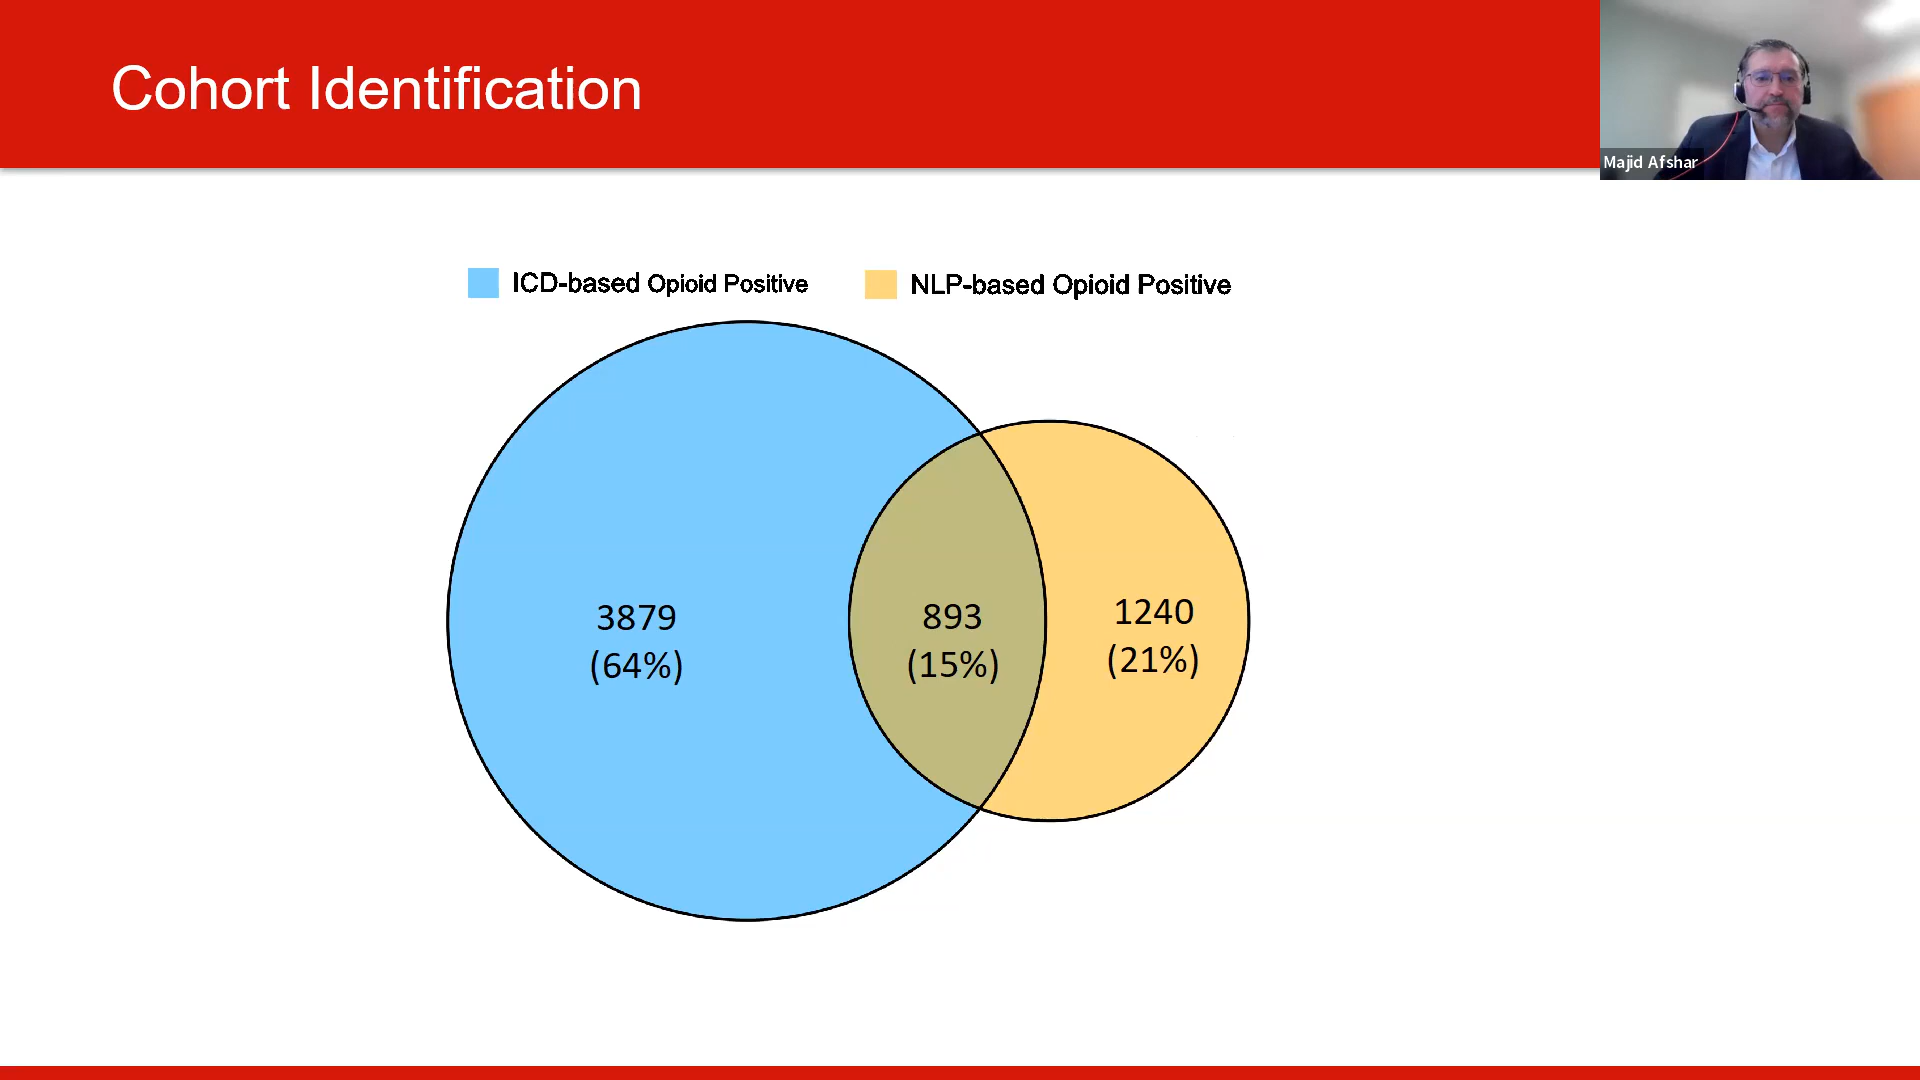 Cohort Identification
Majid Afshar
ICD-based Opioid Positive
NLP-based Opioid Positive
3879
(64%)
893
(15%)
1240
(21%)